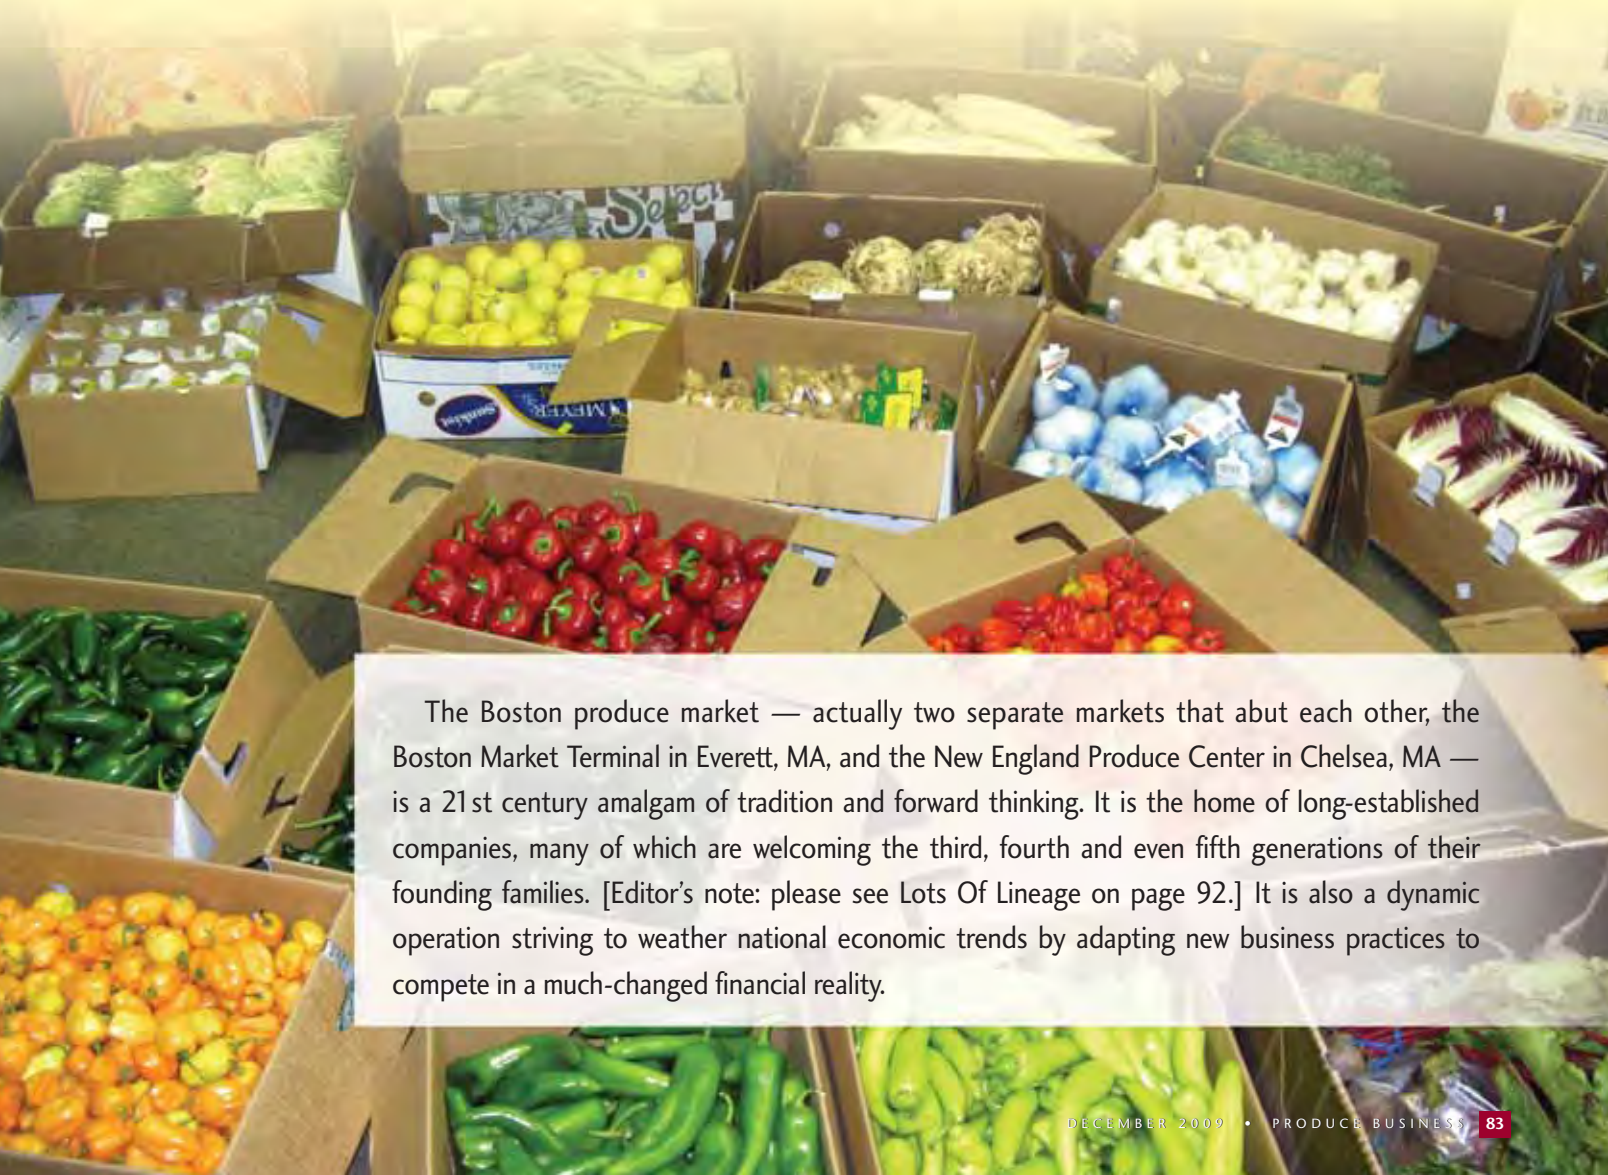 Select
Sunkist
MEYER
The Boston produce market — actually two separate markets that abut each other, the
Boston Market Terminal in Everett, MA, and the New England Produce Center in Chelsea, MA —
is a 21st century amalgam of tradition and forward thinking. It is the home of long-established
companies, many of which are welcoming the third, fourth and even fifth generations of their
founding families. [Editor’s note: please see Lots Of Lineage on page 92.] It is also a dynamic
operation striving to weather national economic trends by adapting new business practices to
compete in a much-changed financial reality.
DECEMBER 2009 • PRODUCE BUSINESS 83